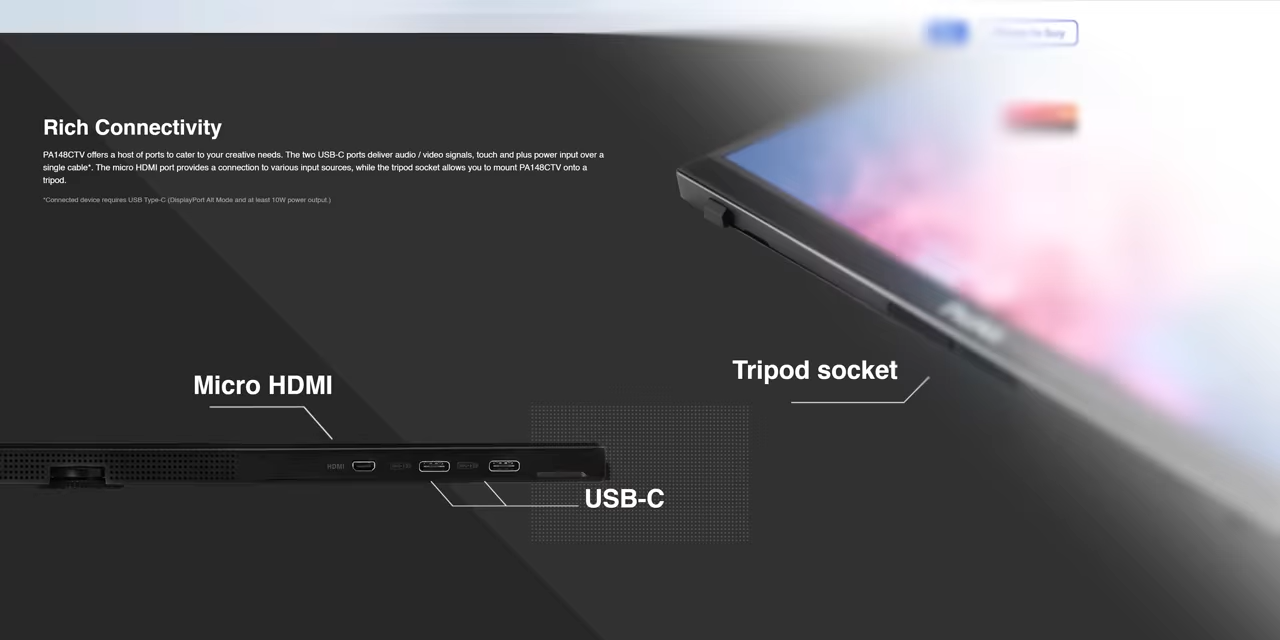 Rich Connectivity
PA148CTV offers a host of ports to cater to your creative needs. The two USB-C ports deliver audio / video signals, touch and plus power input over a
single cable*. The micro HDMI port provides a connection to various input sources, while the tripod socket allows you to mount PA148CTV onto a
tripod.
*Connected device requires USB Type-C (DisplayPort Alt Mode and at least 10W power output.)
Tripod socket
Micro HDMI
HDMI
USB-C